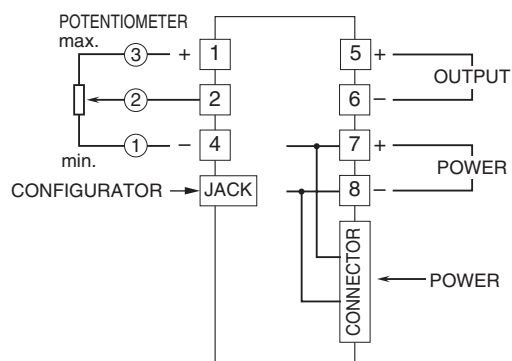 POTENTIOMETER
max.
3 + 1
2 2
1 − 4
min.
CONFIGURATOR JACK
5 +
6 −
OUTPUT
7 +
8 −
POWER
CONNECTOR
POWER